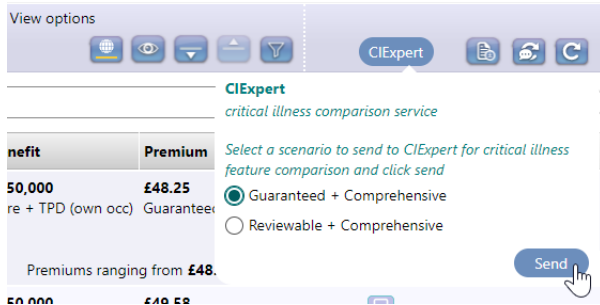 View options
CIExpert
CIExpert
critical illness comparison service
Select a scenario to send to CIExpert for critical illness
feature comparison and click send
Guaranteed + Comprehensive
Reviewable + Comprehensive
Send
nefit Premium
50,000 £48.25
re + TPD (own occ) Guaranteed
Premiums ranging from £48.
50,000 £49.58